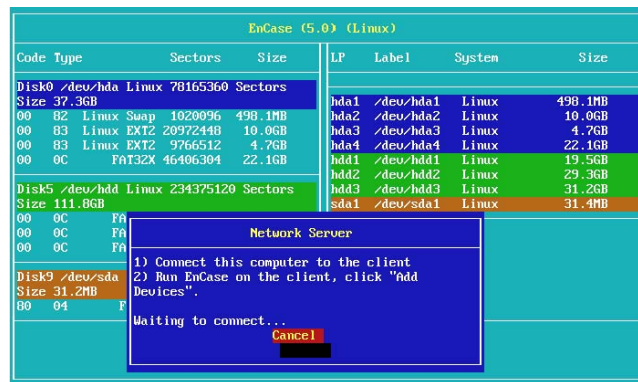 EnCase (5.0) (Linux)
Code Type Sectors Size
Disk0 /dev/hda Linux 78165360 Sectors
Size 37.3GB
00 82 Linux Swap 1020096 498.1MB
00 83 Linux EXT2 20972448 10.0GB
00 83 Linux EXT2 9766512 4.7GB
00 0C FAT32X 46406304 22.1GB
Disk5 /dev/hdd Linux 234375120 Sectors
Size 111.8GB
00 0C FA
00 0C FA
00 0C FA
Disk9 /dev/sda
Size 31.2MB
80 04 F
LP Label System Size
hda1 /dev/hda1 Linux 498.1MB
hda2 /dev/hda2 Linux 10.0GB
hda3 /dev/hda3 Linux 4.7GB
hda4 /dev/hda4 Linux 22.1GB
hdd1 /dev/hdd1 Linux 19.5GB
hdd2 /dev/hdd2 Linux 29.3GB
hdd3 /dev/hdd3 Linux 31.2GB
sda1 /dev/sda1 Linux 31.4MB
Network Server
1) Connect this computer to the client
2) Run EnCase on the client, click "Add
Devices".
Waiting to connect...
Cancel